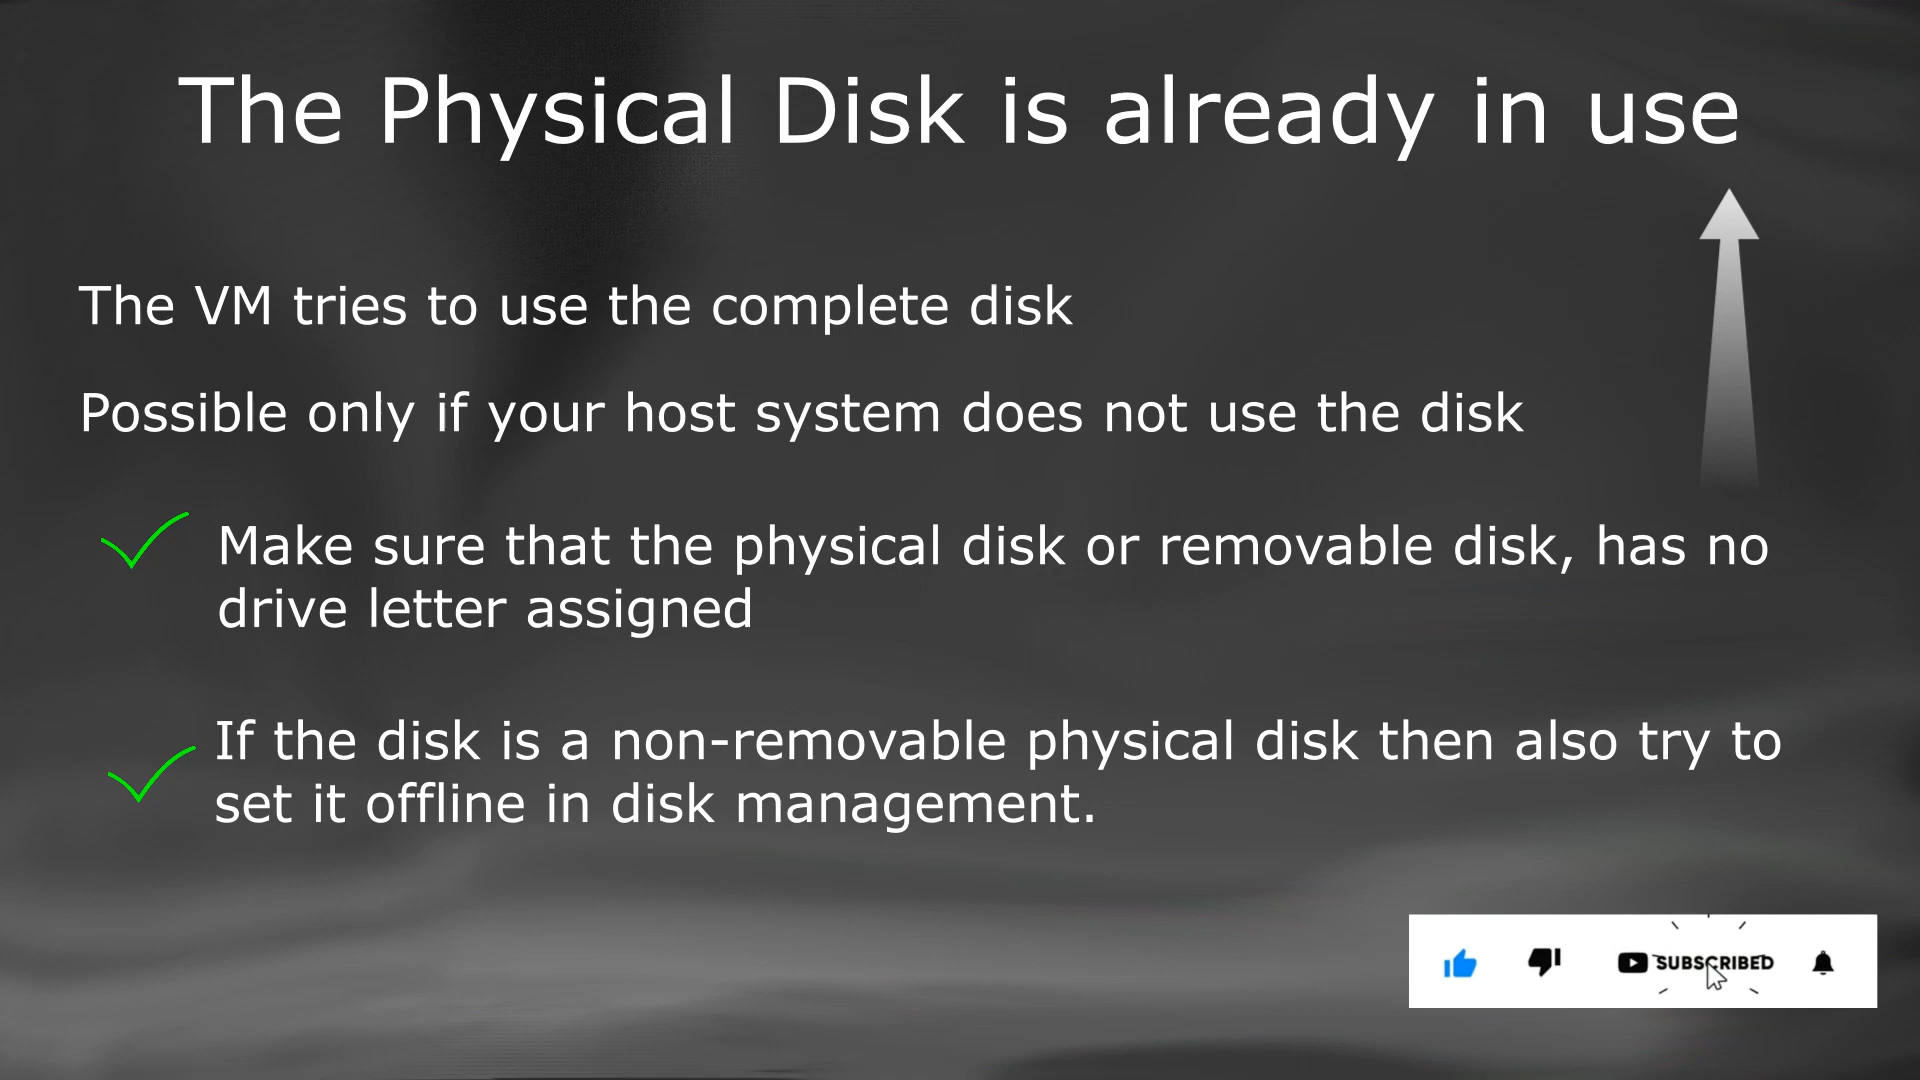 The Physical Disk is already in use
The VM tries to use the complete disk
Possible only if your host system does not use the disk
Make sure that the physical disk or removable disk, has no
drive letter assigned
If the disk is a non-removable physical disk then also try to
set it offline in disk management.
SUBSCRIBED